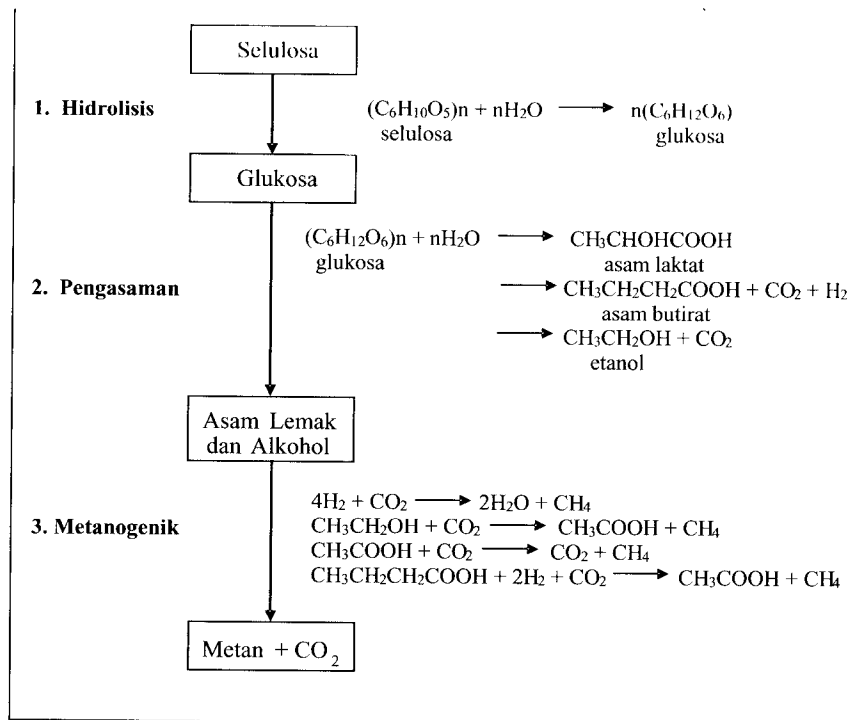 Selulosa
1. Hidrolisis
(C₆H₁₀O₅)n + nH₂O ⟶ n(C₆H₁₂O₆)
selulosa glukosa
Glukosa
(C₆H₁₂O₆)n + nH₂O ⟶ CH₃CHOHCOOH
glukosa asam laktat
2. Pengasaman
⟶ CH₃CH₂CH₂COOH + CO₂ + H₂
asam butirat
⟶ CH₃CH₂OH + CO₂
etanol
Asam Lemak
dan Alkohol
3. Metanogenik
4H₂ + CO₂ ⟶ 2H₂O + CH₄
CH₃CH₂OH + CO₂ ⟶ CH₃COOH + CH₄
CH₃COOH + CO₂ ⟶ CO₂ + CH₄
CH₃CH₂CH₂COOH + 2H₂ + CO₂ ⟶ CH₃COOH + CH₄
Metan + CO₂